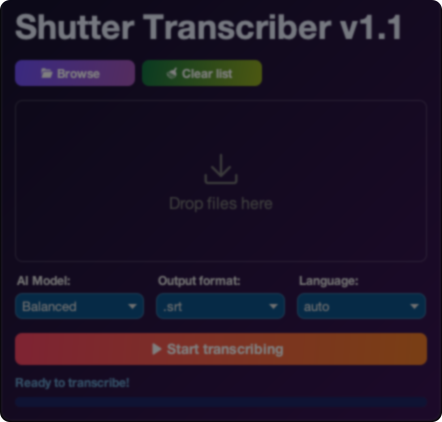 Shutter Transcriber v1.1
Browse
Clear list
Drop files here
AI Model: Output format: Language:
Balanced .srt auto
Start transcribing
Ready to transcribe!